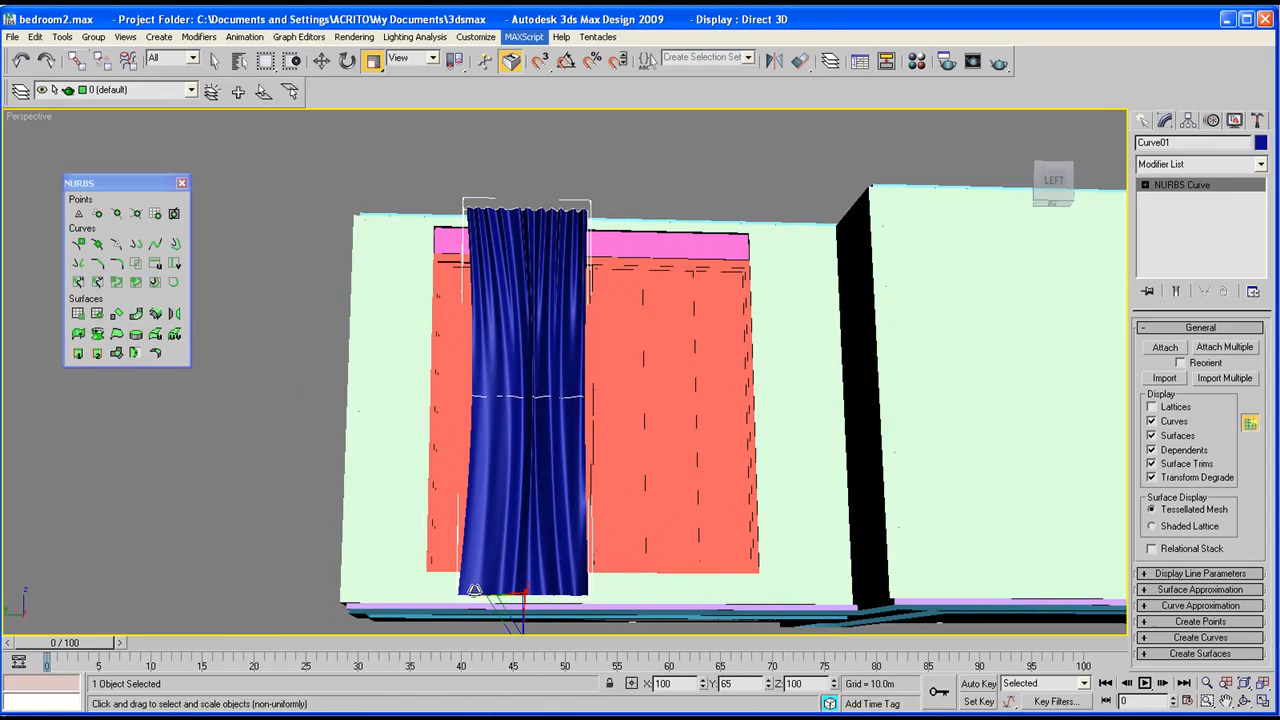 bedroom2.max - Project Folder: C:\Documents and Settings\ACRITO\My Documents\3dsmax - Autodesk 3ds Max Design 2009 - Display : Direct 3D
File Edit Tools Group Views Create Modifiers Animation Graph Editors Rendering Lighting Analysis Customize MAXScript Help Tentacles
All View Create Selection Set
0 (default)
Perspective
LEFT
NURBS
Points
Curves
Surfaces
Curve01
Modifier List
NURBS Curve
General
Attach Attach Multiple
Reorient
Import Import Multiple
Display
Lattices
Curves
Surfaces
Dependents
Surface Trims
Transform Degrade
Surface Display
Tessellated Mesh
Shaded Lattice
Relational Stack
Display Line Parameters
Surface Approximation
Curve Approximation
Create Points
Create Curves
Create Surfaces
z
0 / 100
0 5 10 15 20 25 30 35 40 45 50 55 60 65 70 75 80 85 90 95 100
1 Object Selected X: 100 Y: 65 Z: 100 Grid = 10.0m Auto Key Selected
Click and drag to select and scale objects (non-uniformly) Add Time Tag Set Key Key Filters... 0